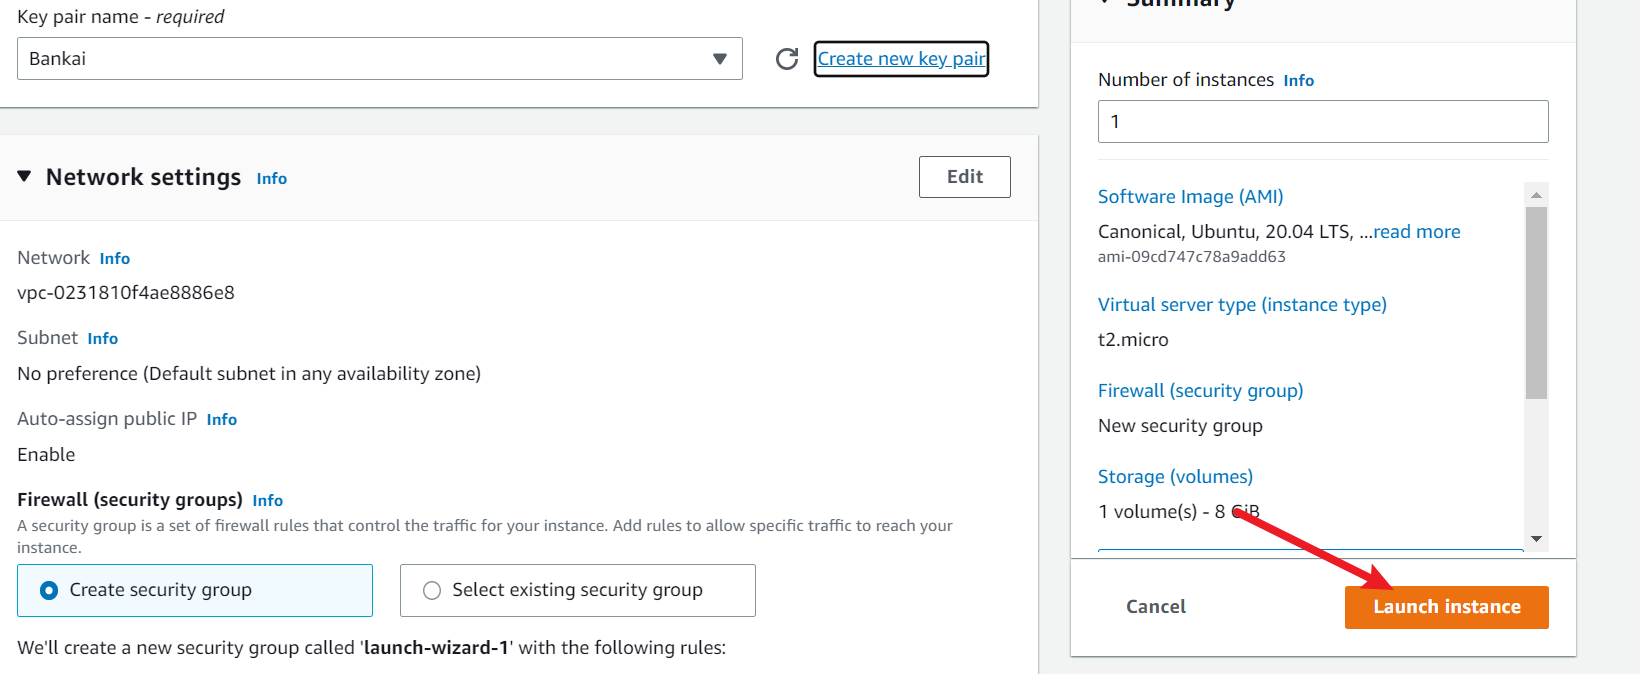 Key pair name - required
Bankai
Create new key pair
Network settings Info
Edit
Network Info
vpc-0231810f4ae8886e8
Subnet Info
No preference (Default subnet in any availability zone)
Auto-assign public IP Info
Enable
Firewall (security groups) Info
A security group is a set of firewall rules that control the traffic for your instance. Add rules to allow specific traffic to reach your
instance.
Create security group
Select existing security group
We'll create a new security group called 'launch-wizard-1' with the following rules:
Summary
Number of instances Info
1
Software Image (AMI)
Canonical, Ubuntu, 20.04 LTS, ...read more
ami-09cd747c78a9add63
Virtual server type (instance type)
t2.micro
Firewall (security group)
New security group
Storage (volumes)
1 volume(s) - 8 GiB
Cancel
Launch instance